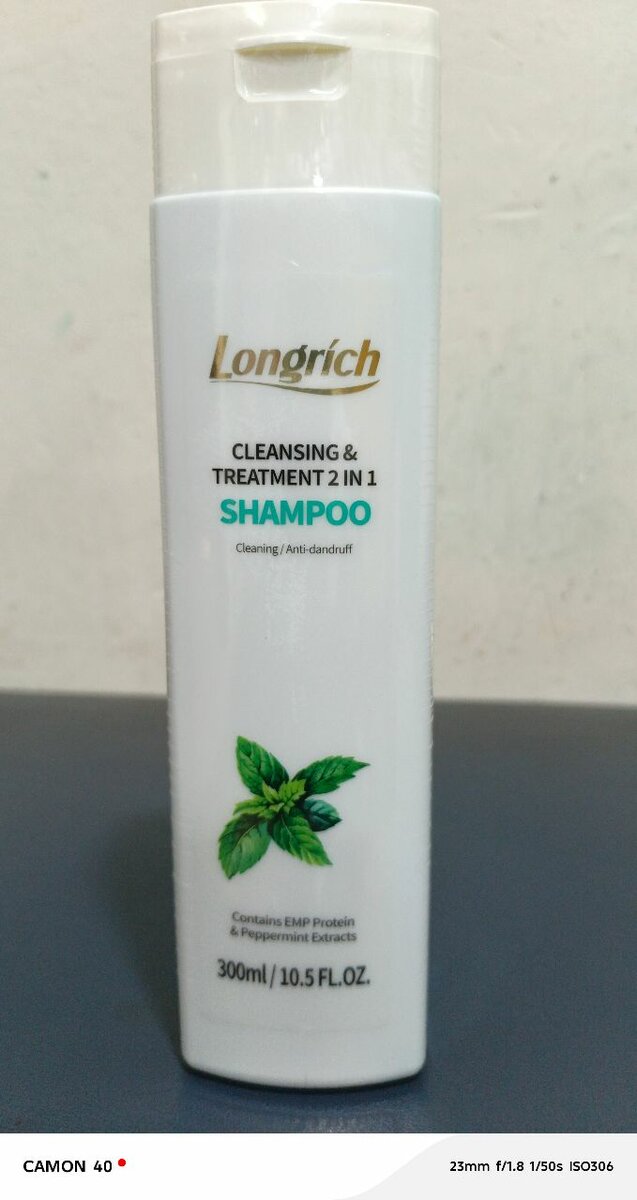 Longrich
CLEANSING &
TREATMENT 2 IN 1
SHAMPOO
Cleaning / Anti-dandruff
Contains EMP Protein
& Peppermint Extracts
300ml / 10.5 FL.OZ.
CAMON 40
23mm f/1.8 1/50s ISO306